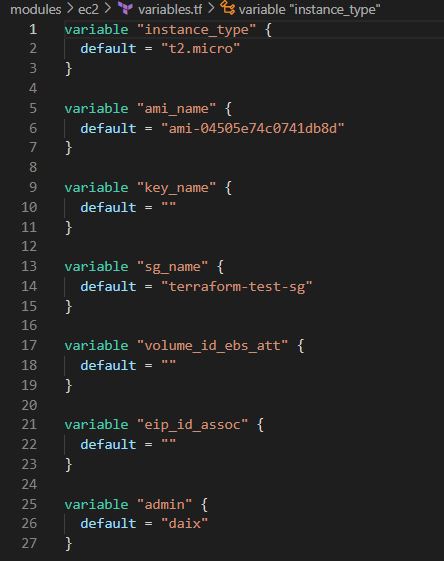 modules > ec2 > variables.tf > variable "instance_type"
1 variable "instance_type" {
2   default = "t2.micro"
3 }
4
5 variable "ami_name" {
6   default = "ami-04505e74c0741db8d"
7 }
8
9 variable "key_name" {
10   default = ""
11 }
12
13 variable "sg_name" {
14   default = "terraform-test-sg"
15 }
16
17 variable "volume_id_ebs_att" {
18   default = ""
19 }
20
21 variable "eip_id_assoc" {
22   default = ""
23 }
24
25 variable "admin" {
26   default = "daix"
27 }